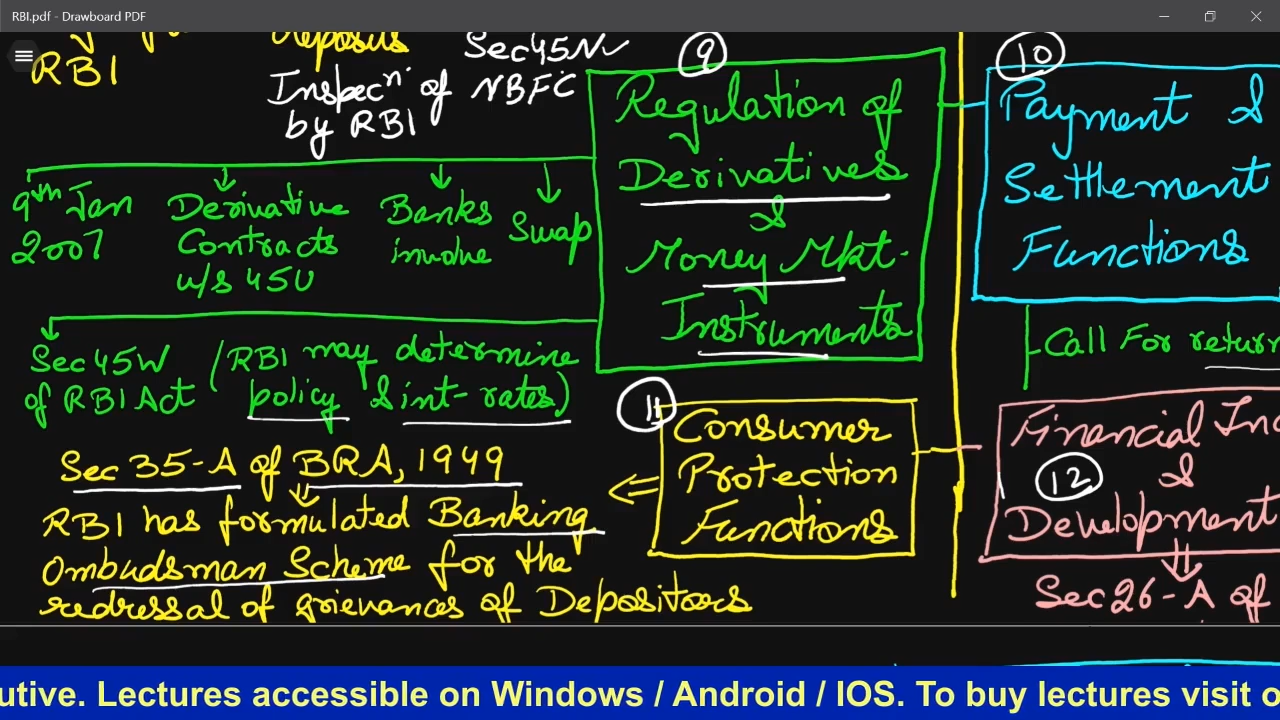 RBI.pdf - Drawboard PDF
RBI
Deposits
Sec 45N
Inspecn. of NBFC
by RBI
9
Regulation of
Derivatives
&
Money Mkt.
Instruments
9th Jan
2007
Derivative
Contracts
u/s 45U
Banks
involve
Swap
Sec 45W
of RBI Act
(RBI may determine
policy & int-rates)
10
Payment &
Settlement
Functions
Call For return
11
Consumer
Protection
Functions
Sec 35-A of BRA, 1949
RBI has formulated Banking
Ombudsman Scheme for the
redressal of grievances of Depositors
Financial Inc
12
&
Development
Sec 26-A of
utive. Lectures accessible on Windows / Android / IOS. To buy lectures visit o